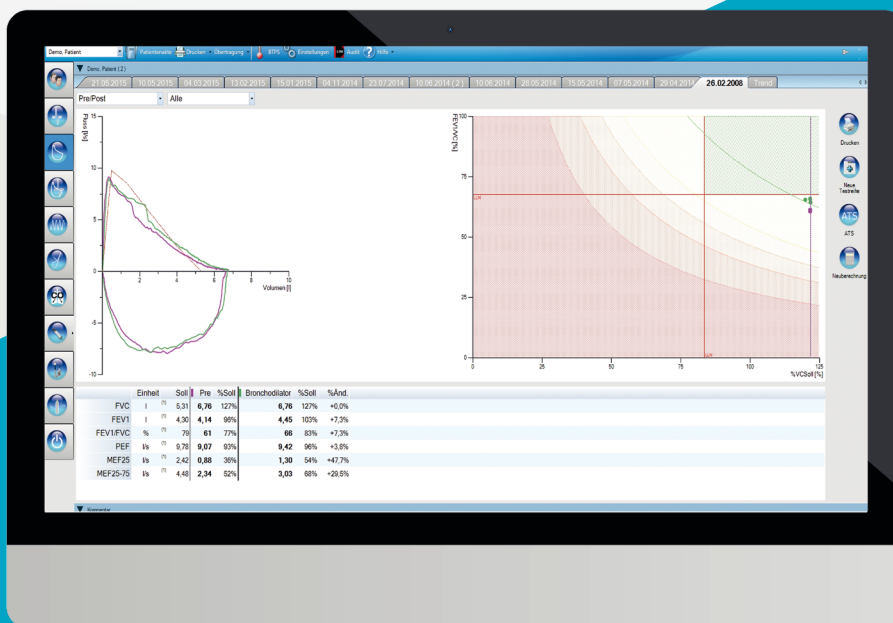 Demo, Patient
Patientenakte Drucken Übertragung BTPS Einstellungen Audit Hilfe
Demo, Patient ( 2 )
21.05.2015 10.05.2015 04.03.2015 13.02.2015 15.01.2015 04.11.2014 23.07.2014 10.06.2014 ( 2 ) 10.06.2014 28.05.2014 15.05.2014 07.05.2014 29.04.2014 26.02.2008 Trend
Pre/Post Alle
Fluss [l/s]
15
10
5
0
-5
-10
2 4 6 8 10
Volumen [l]
FEV1/VC [%]
100
75
LLN
50
25
0
LLN
0 25 50 75 100 125
%VCSoll [%]
Drucken
Neue
Testreihe
ATS
ATS
Neuberechnung
Einheit Soll Pre %Soll Bronchodilator %Soll %Änd.
FVC l [1] 5,31 6,76 127% 6,76 127% +0,0%
FEV1 l [1] 4,30 4,14 96% 4,45 103% +7,3%
FEV1/FVC % [1] 79 61 77% 66 83% +7,3%
PEF l/s [1] 9,78 9,07 93% 9,42 96% +3,8%
MEF25 l/s [1] 2,42 0,88 36% 1,30 54% +47,7%
MEF25-75 l/s [1] 4,48 2,34 52% 3,03 68% +29,5%
Kommentar